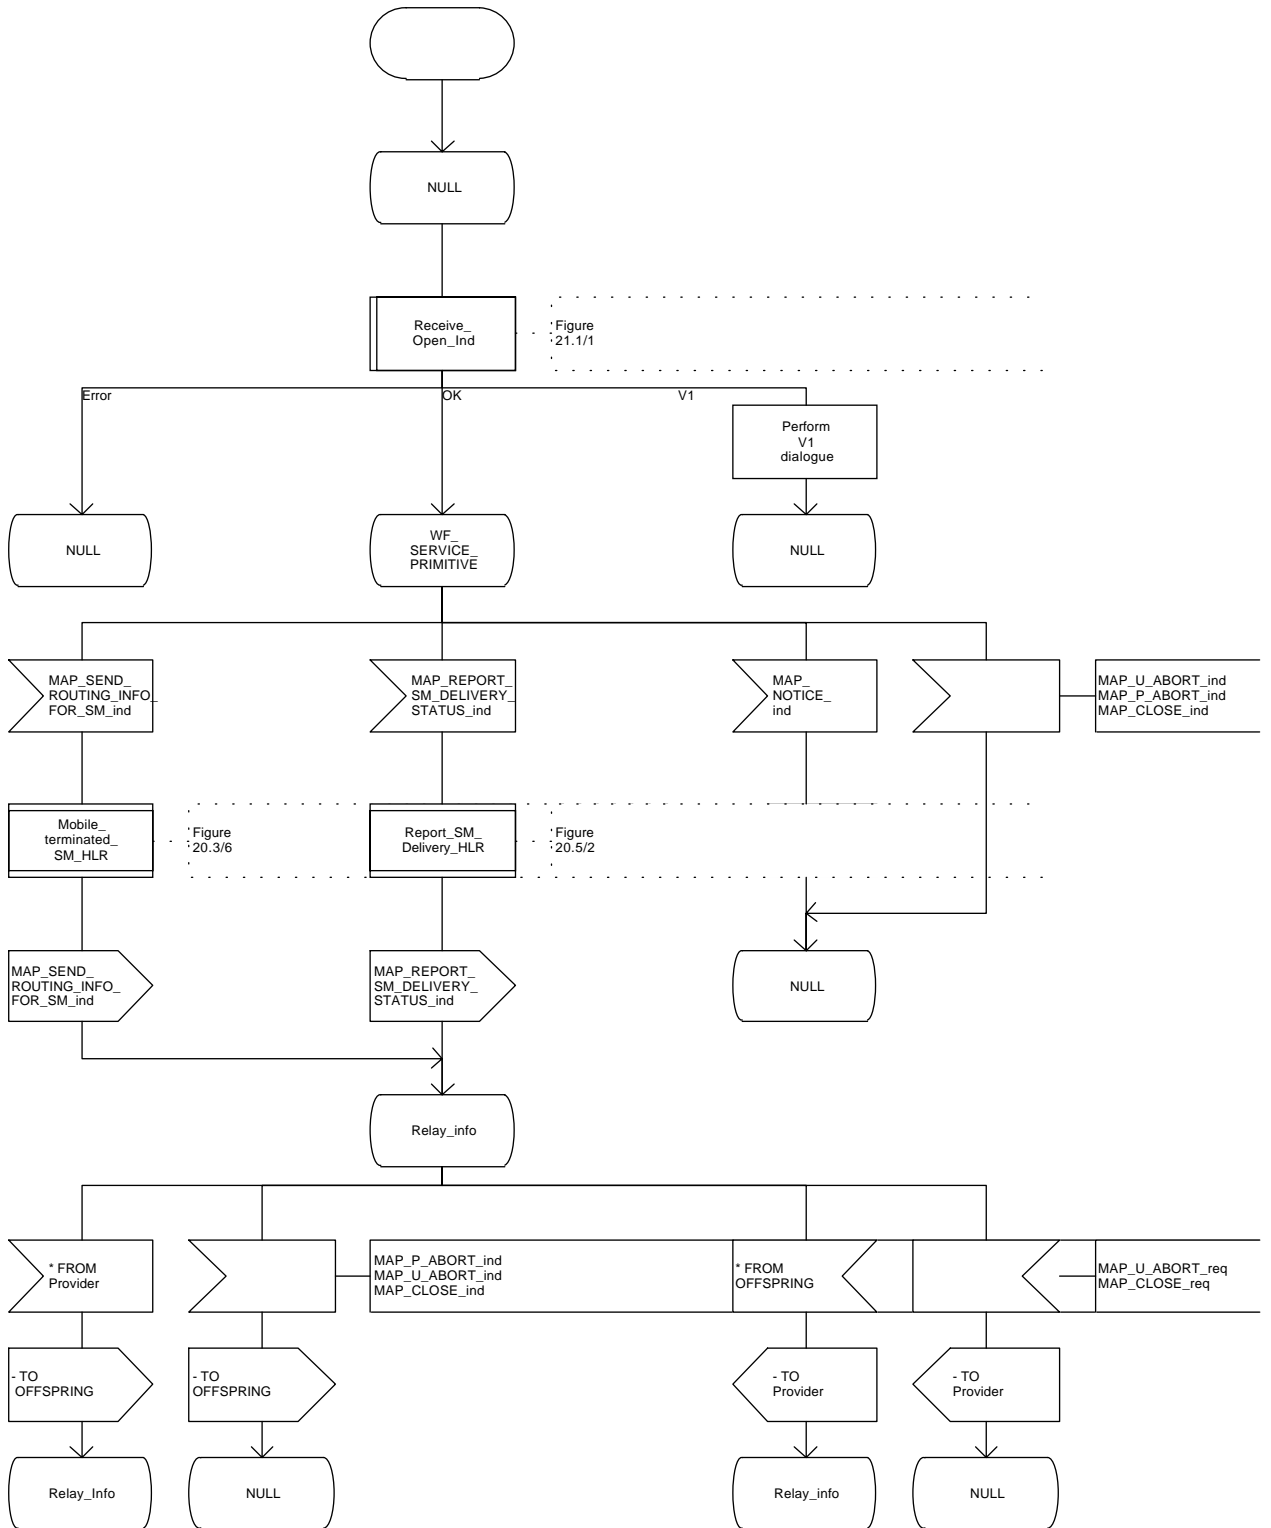 NULL
Receive_
Open_Ind
Figure
21.1/1
Error
OK
V1
Perform
V1
dialogue
NULL
WF_
SERVICE_
PRIMITIVE
NULL
MAP_SEND_
ROUTING_INFO_
FOR_SM_ind
MAP_REPORT_
SM_DELIVERY_
STATUS_ind
MAP_
NOTICE_
ind
MAP_U_ABORT_ind
MAP_P_ABORT_ind
MAP_CLOSE_ind
Mobile_
terminated_
SM_HLR
Figure
20.3/6
Report_SM_
Delivery_HLR
Figure
20.5/2
MAP_SEND_
ROUTING_INFO_
FOR_SM_ind
MAP_REPORT_
SM_DELIVERY_
STATUS_ind
NULL
Relay_info
* FROM
Provider
MAP_P_ABORT_ind
MAP_U_ABORT_ind
MAP_CLOSE_ind
* FROM
OFFSPRING
MAP_U_ABORT_req
MAP_CLOSE_req
- TO
OFFSPRING
- TO
OFFSPRING
- TO
Provider
- TO
Provider
Relay_Info
NULL
Relay_info
NULL